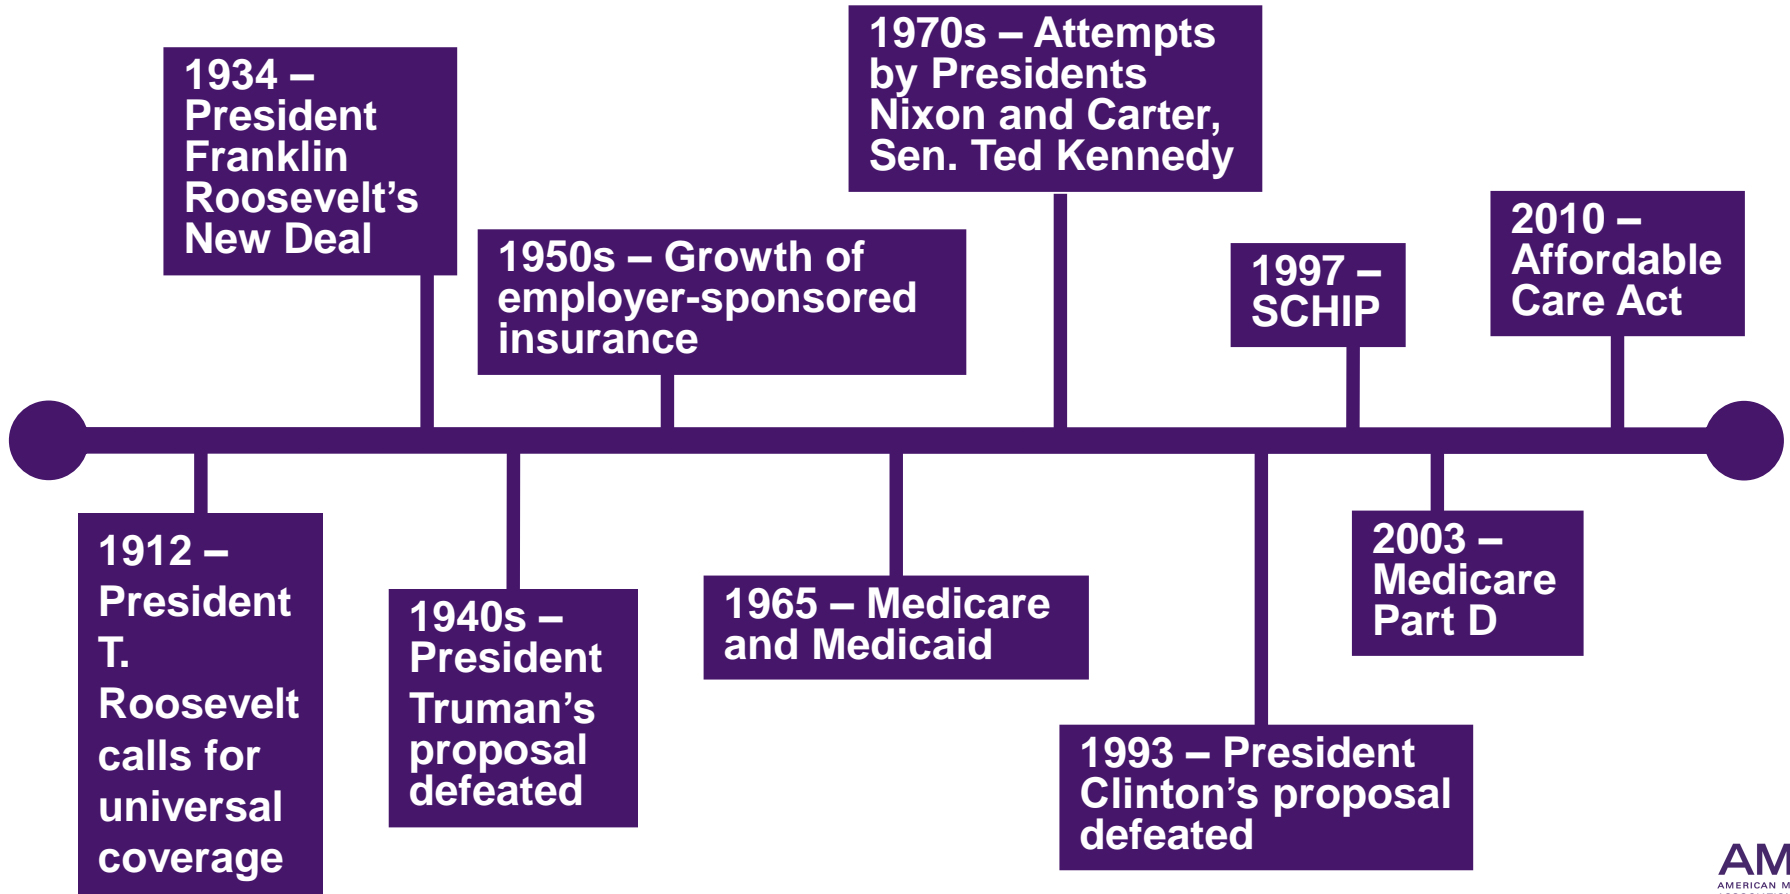 1934 –
President
Franklin
Roosevelt’s
New Deal
1970s – Attempts
by Presidents
Nixon and Carter,
Sen. Ted Kennedy
1950s – Growth of
employer-sponsored
insurance
1997 –
SCHIP
2010 –
Affordable
Care Act
1912 –
President
T.
Roosevelt
calls for
universal
coverage
1940s –
President
Truman’s
proposal
defeated
1965 – Medicare
and Medicaid
1993 – President
Clinton’s proposal
defeated
2003 –
Medicare
Part D
AM
AMERICAN M